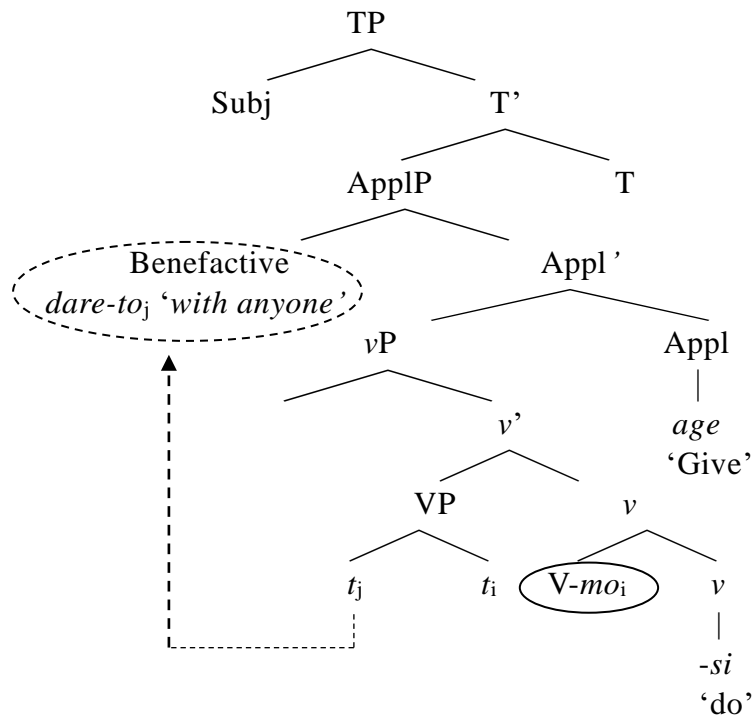 TP
Subj T’
ApplP T
Benefactive Appl’
dare-toj ‘with anyone’
vP Appl
age
v’ ‘Give’
VP v
tj ti V-moi v
-si
‘do’